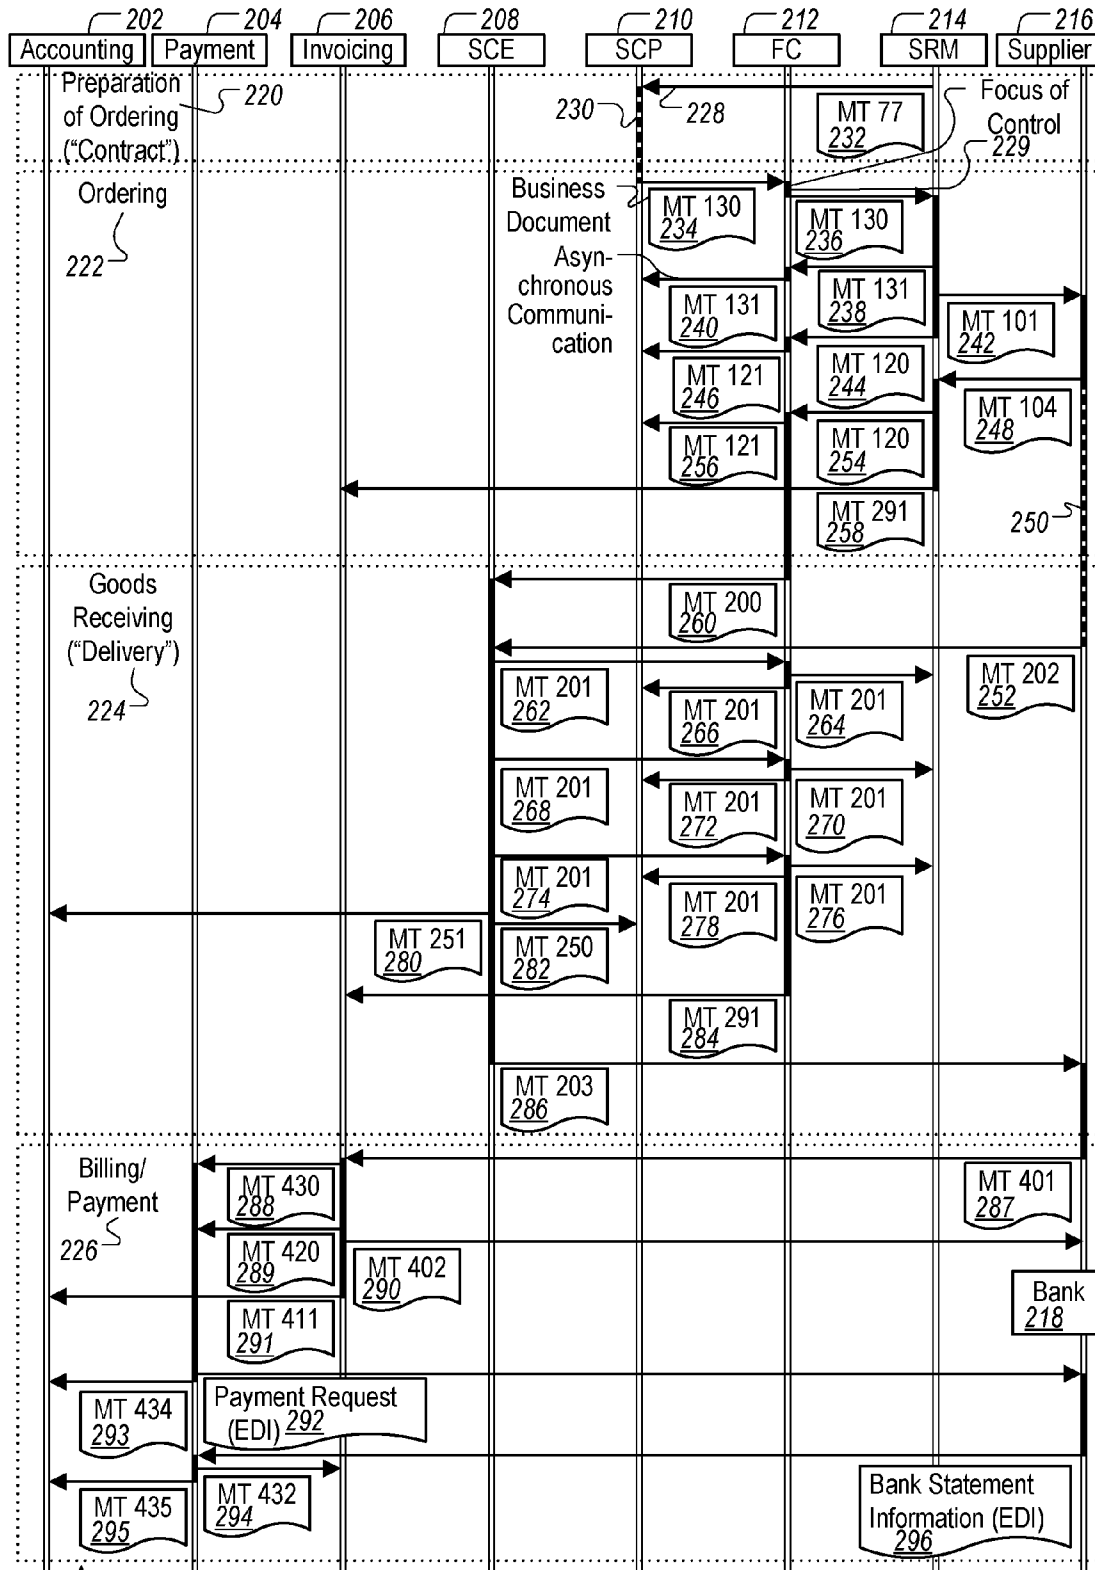 202 204 206 208 210 212 214 216
Accounting Payment Invoicing SCE SCP FC SRM Supplier
Preparation
of Ordering
("Contract")
220
230
228
MT 77
232
Focus of
Control
229
Ordering
222
Business
Document
MT 130
234
MT 130
236
Asyn-
chronous
Communi-
cation
MT 131
240
MT 131
238
MT 101
242
MT 121
246
MT 120
244
MT 104
248
MT 121
256
MT 120
254
MT 291
258
250
Goods
Receiving
("Delivery")
224
MT 200
260
MT 202
252
MT 201
262
MT 201
266
MT 201
264
MT 201
268
MT 201
272
MT 201
270
MT 201
274
MT 201
278
MT 201
276
MT 251
280
MT 250
282
MT 291
284
MT 203
286
Billing/
Payment
226
MT 430
288
MT 401
287
MT 420
289
MT 402
290
MT 411
291
Bank
218
MT 434
293
Payment Request
(EDI) 292
MT 435
295
MT 432
294
Bank Statement
Information (EDI)
296